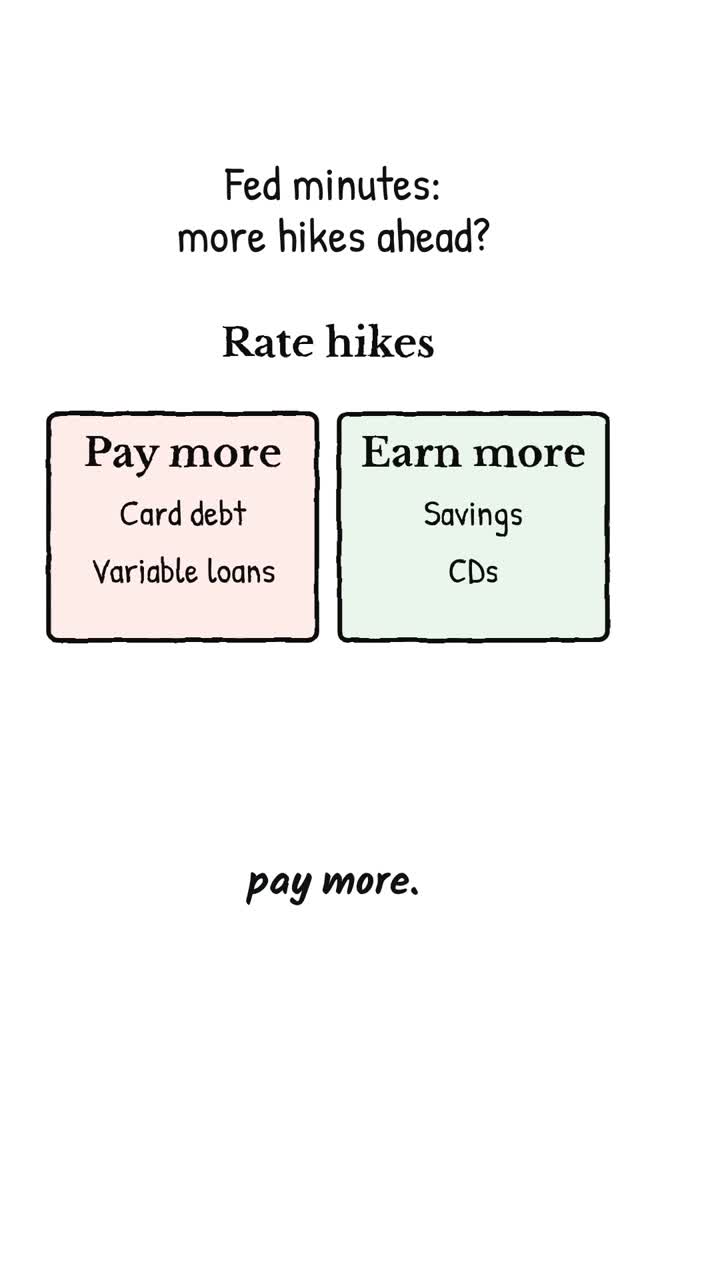 Fed minutes:
more hikes ahead?
Rate hikes
Pay more
Card debt
Variable loans
Earn more
Savings
CDs
pay more.